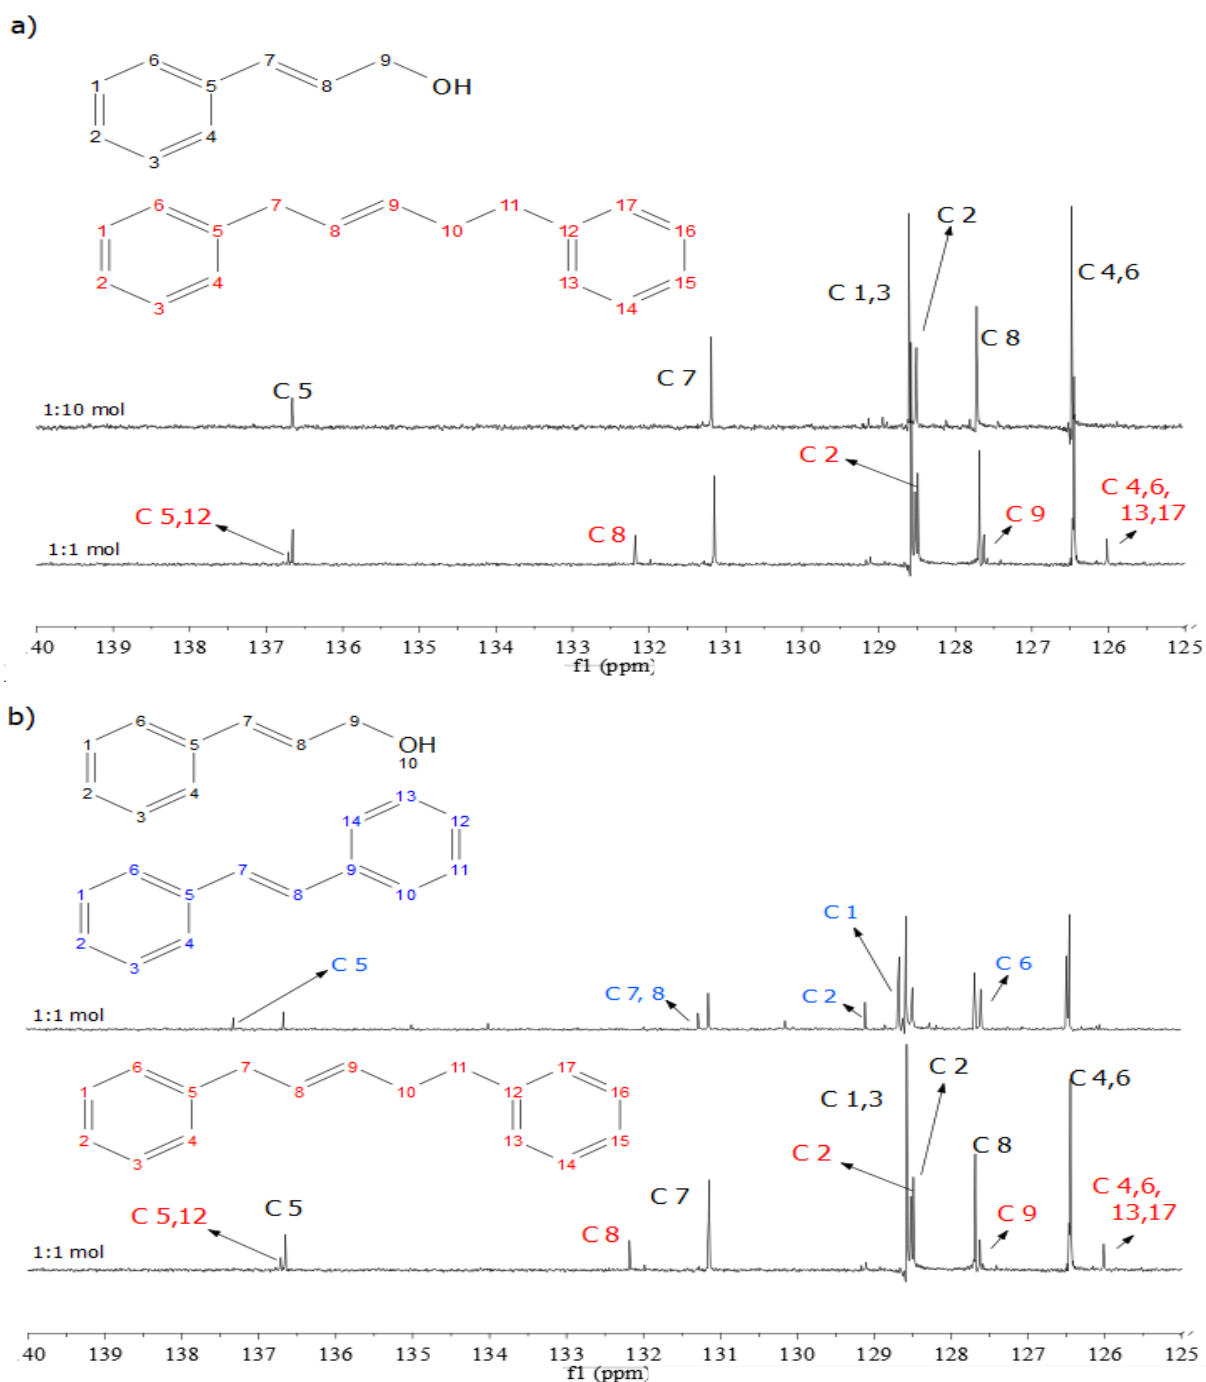 a)
6
7
9
1
5
8
OH
2
4
3
6
7
9
11
17
1
5
8
10
12
16
2
4
13
15
3
14
C 2
C 4,6
C 1,3
C 8
C 7
C 5
1:10 mol
C 2
C 4,6,
13,17
C 5,12
C 8
C 9
1:1 mol
.40 139 138 137 136 135 134 133 132 131 130 129 128 127 126 125
f1 (ppm)
b)
6
7
9
1
5
8
OH
10
2
4
3
13
14
12
6
7
9
11
1
5
8
10
2
4
3
C 1
C 5
C 6
C 7, 8
C 2
1:1 mol
6
7
9
11
17
1
5
8
10
12
16
2
4
13
15
3
14
C 2
C 4,6
C 1,3
C 2
C 8
C 7
C 5
C 4,6,
13,17
C 5,12
C 8
C 9
1:1 mol
.40 139 138 137 136 135 134 133 132 131 130 129 128 127 126 125
f1 (ppm)